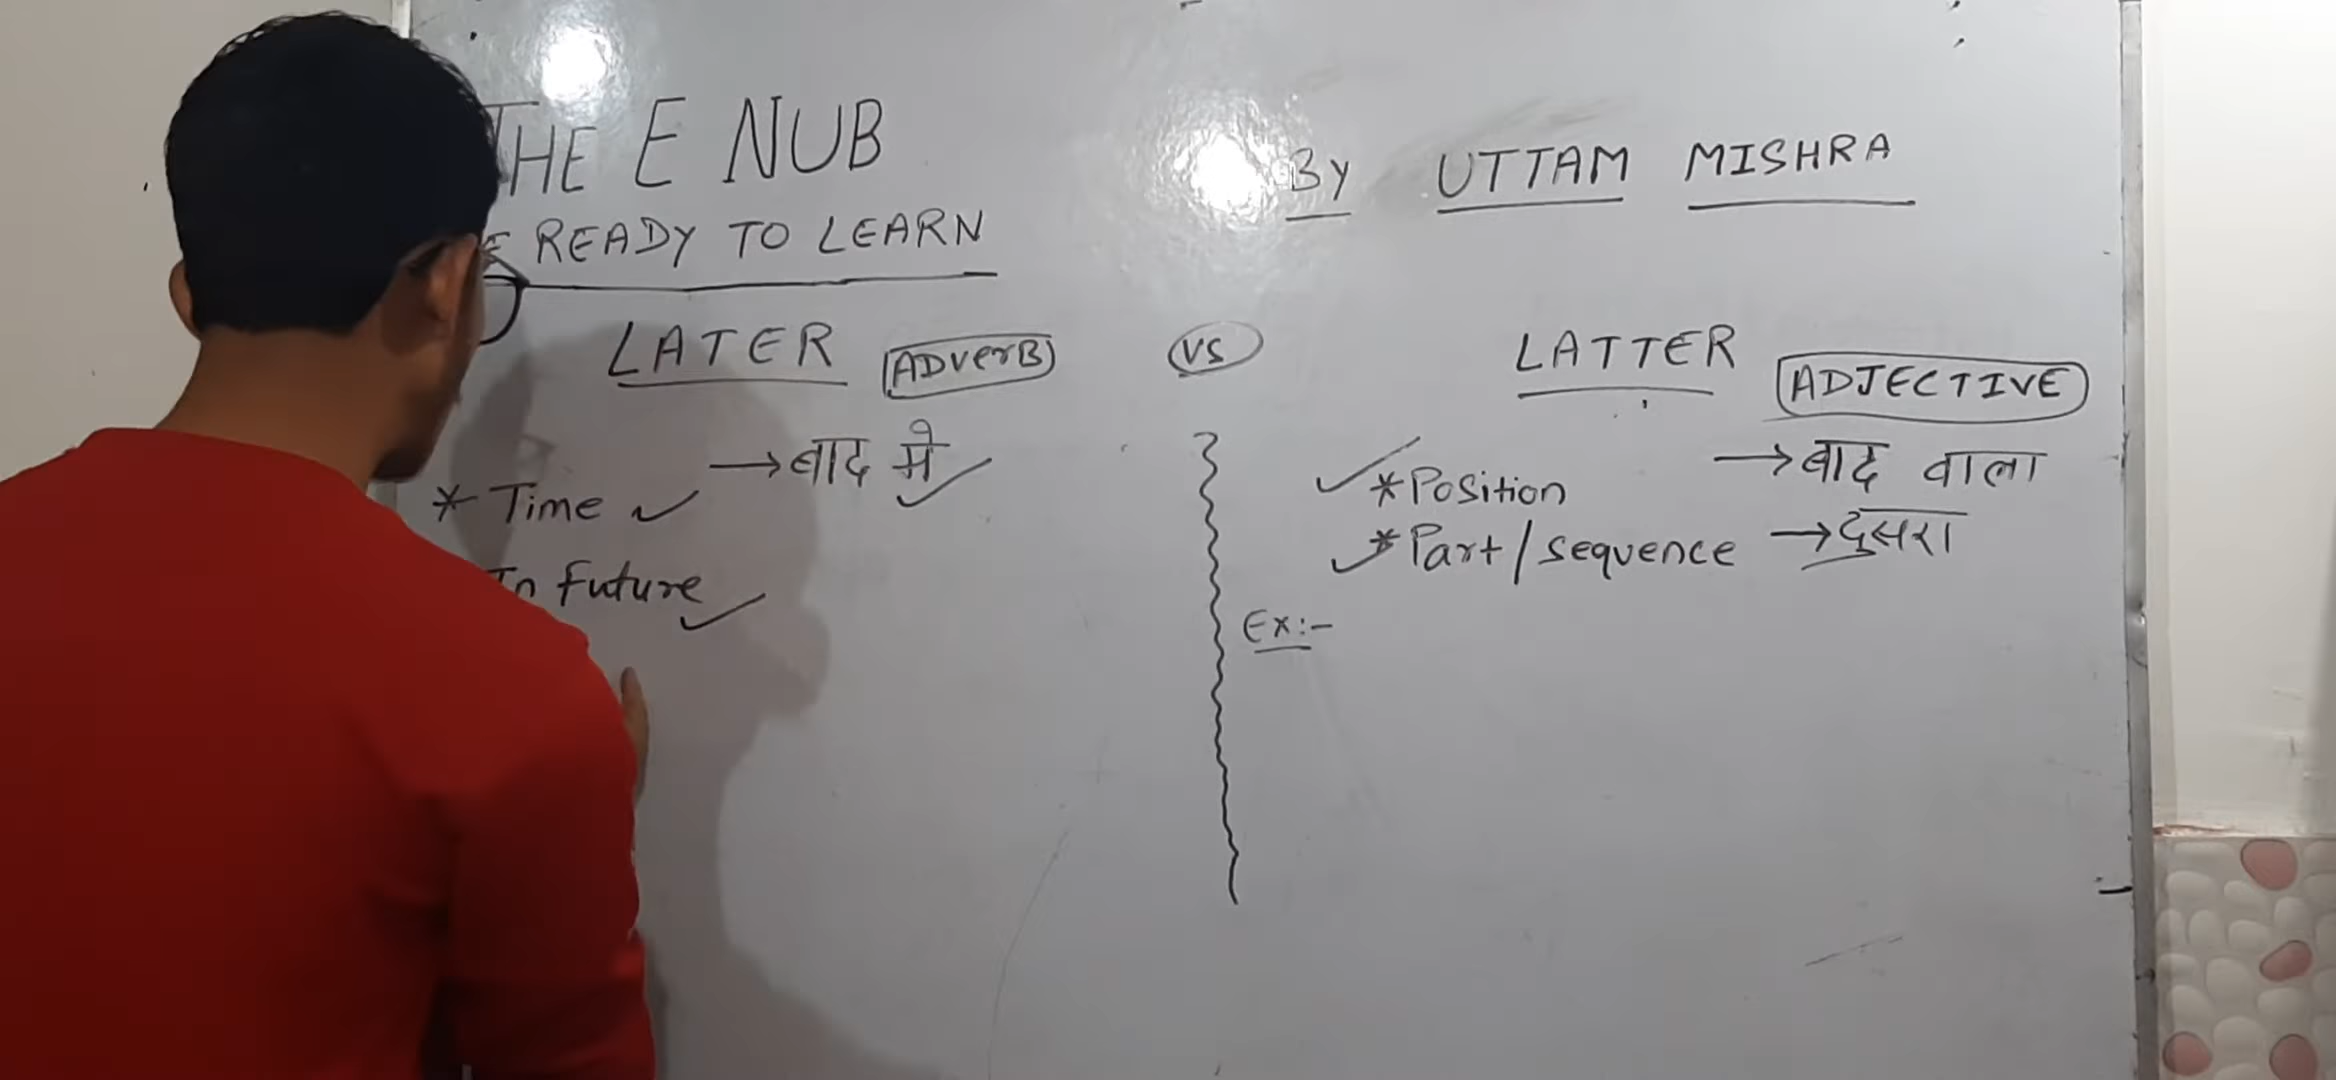 THE E NUB
READY TO LEARN
By UTTAM MISHRA
LATER ADVerB
VS
LATTER ADJECTIVE
→बाद में
* Time
In Future
* Position →बाद वाला
* Part/sequence →दुसरा
Ex:-